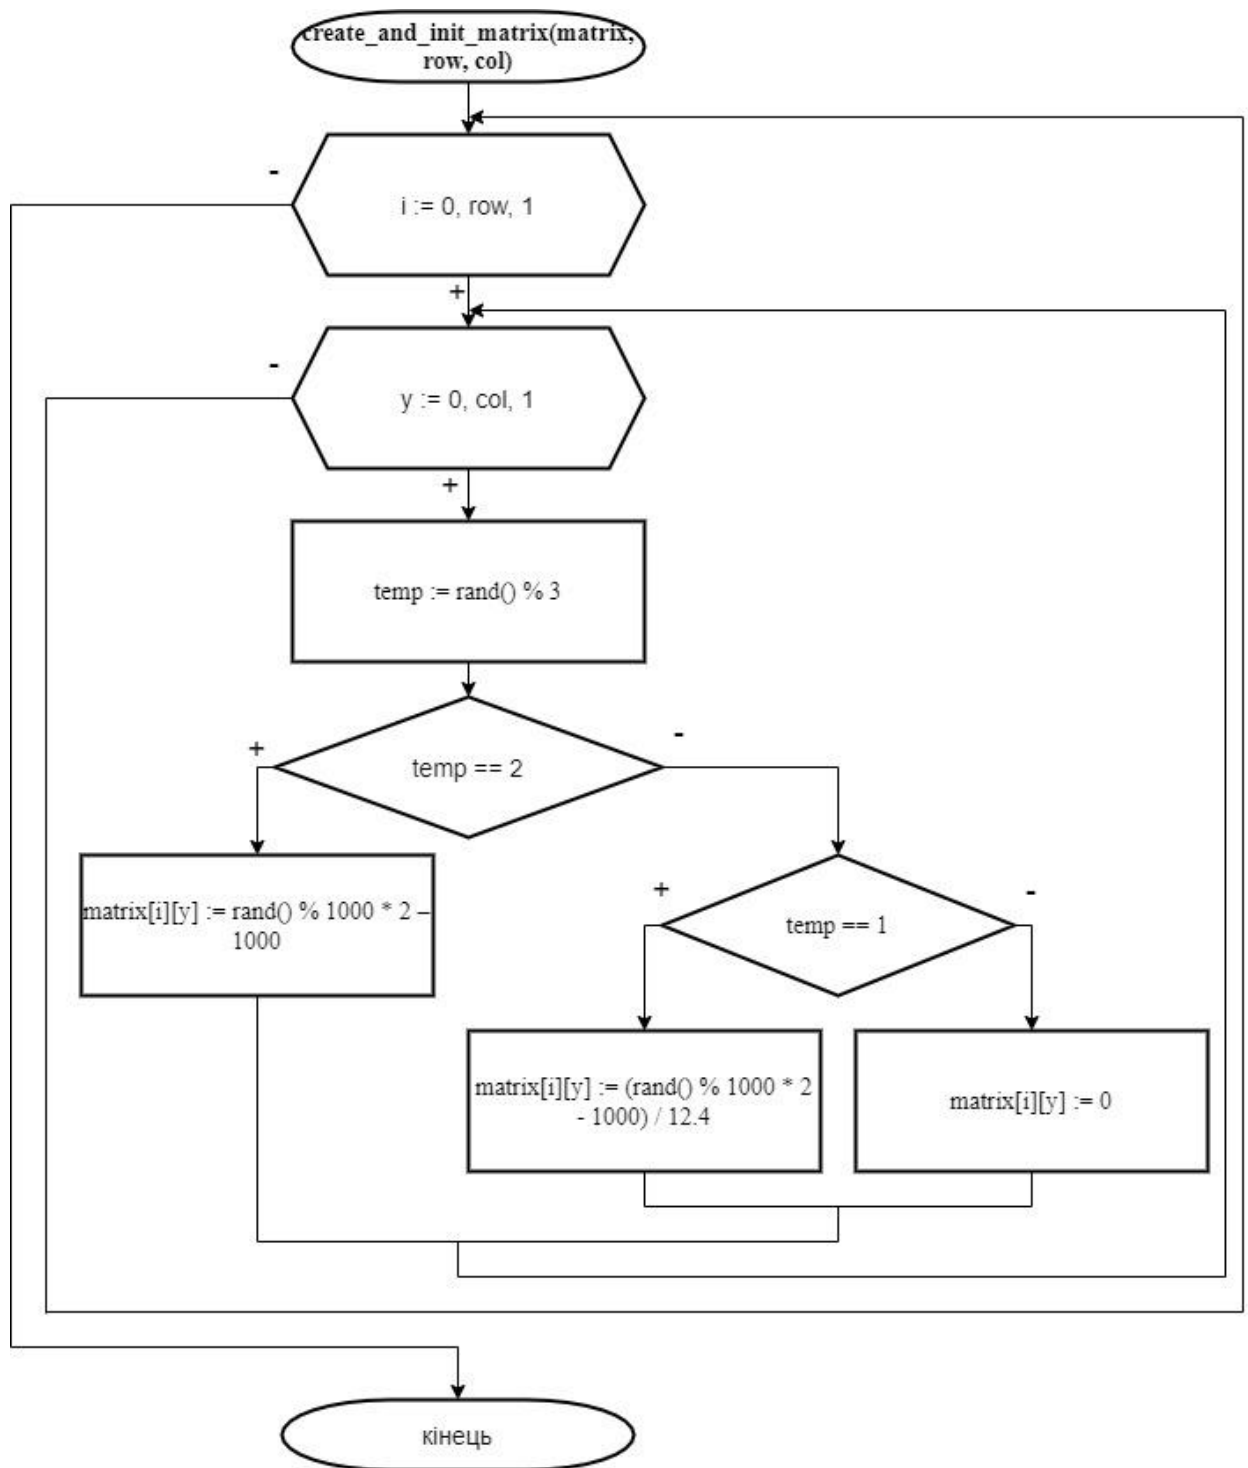 create_and_init_matrix(matrix,
row, col)
-
i := 0, row, 1
+
-
y := 0, col, 1
+
temp := rand() % 3
+
temp == 2
-
matrix[i][y] := rand() % 1000 * 2 –
1000
+
temp == 1
-
matrix[i][y] := (rand() % 1000 * 2
- 1000) / 12.4
matrix[i][y] := 0
кінець